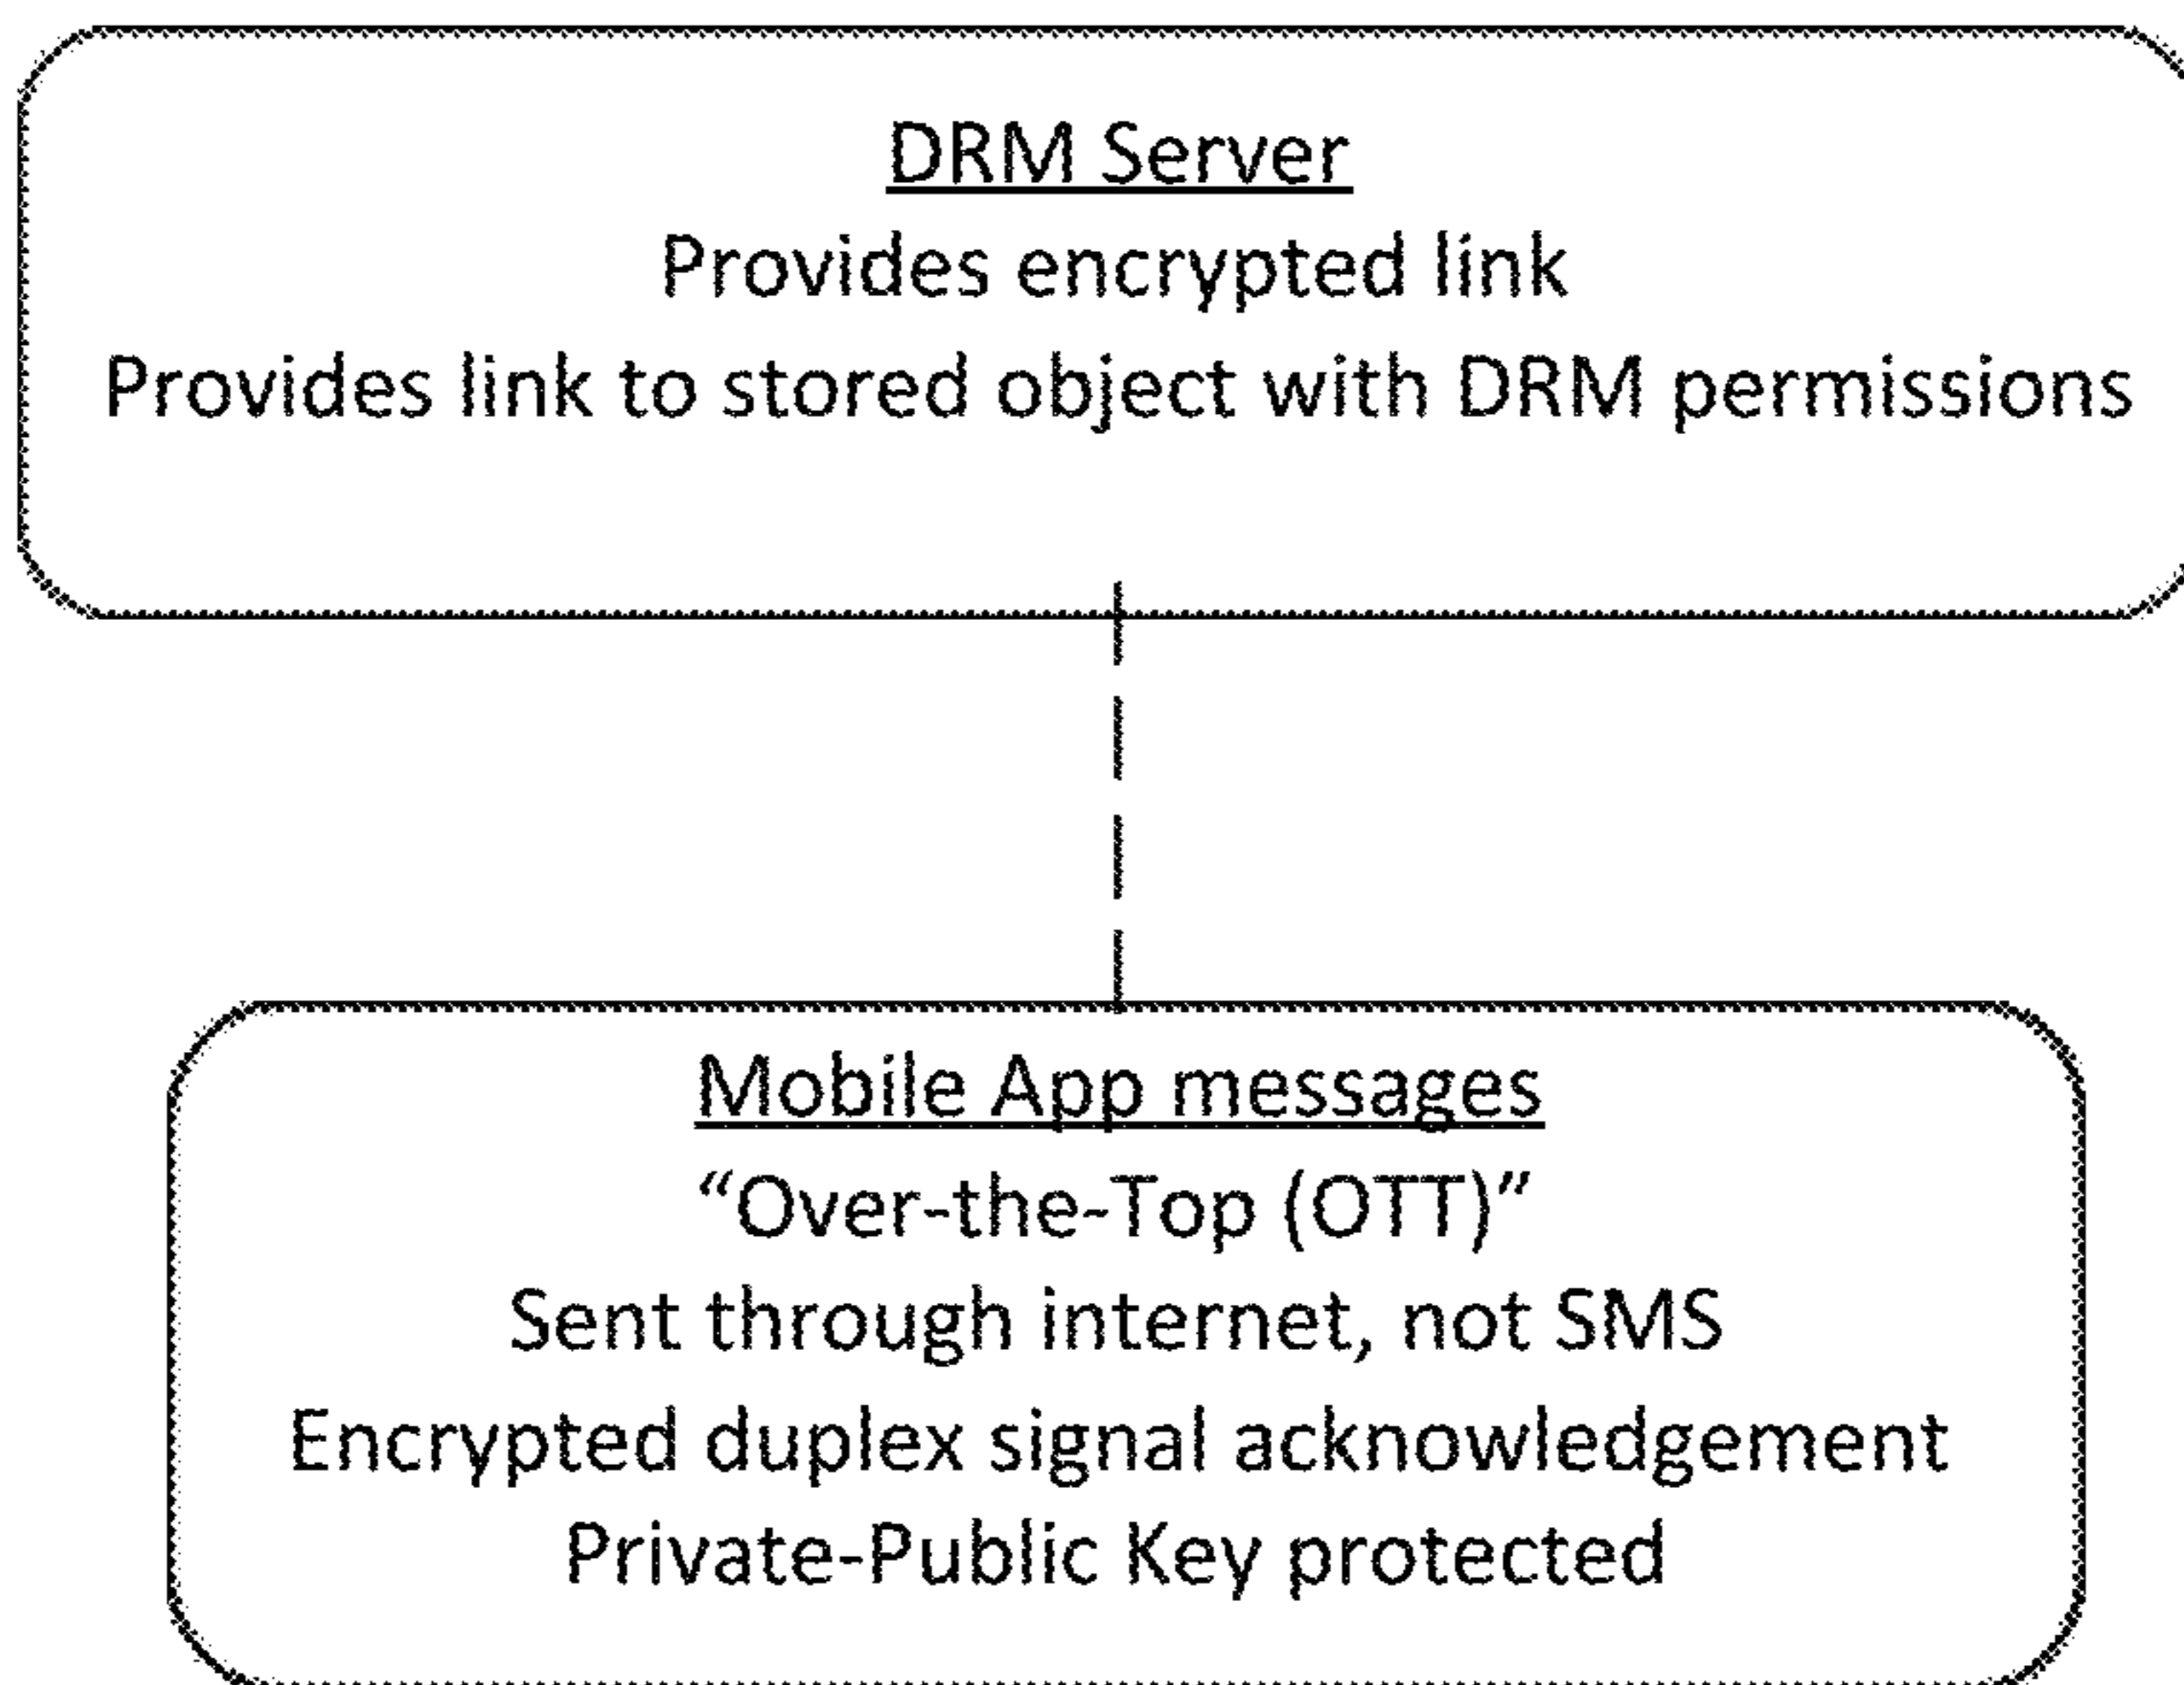 DRM Server
Provides encrypted link
Provides link to stored object with DRM permissions
Mobile App messages
“Over-the-Top (OTT)”
Sent through internet, not SMS
Encrypted duplex signal acknowledgement
Private-Public Key protected